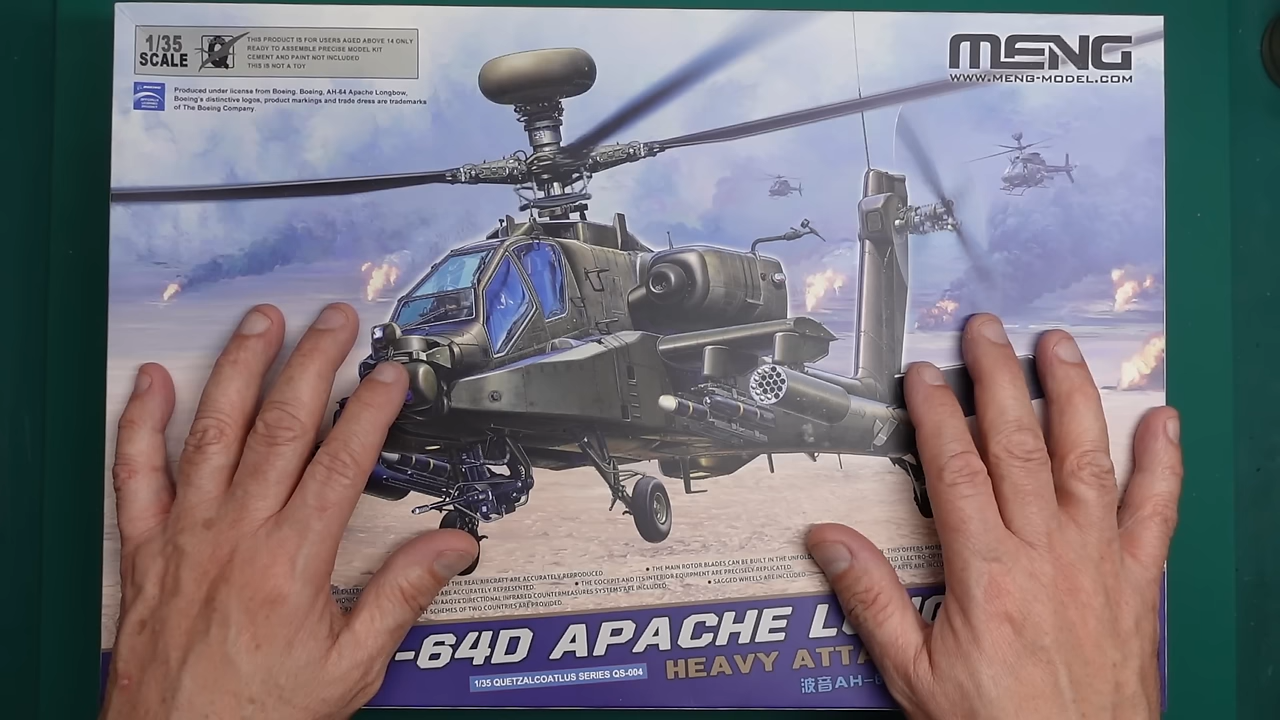 1/35
SCALE
Q
THIS PRODUCT IS FOR USERS AGED ABOVE 14 ONLY
READY TO ASSEMBLE PRECISE MODEL KIT
CEMENT AND PAINT NOT INCLUDED
THIS IS NOT A TOY
Produced under license from Boeing. Boeing, AH-64 Apache Longbow,
Boeing's distinctive logos, product markings and trade dress are trademarks
of The Boeing Company.
MENG
WWW.MENG-MODEL.COM
THE REAL AIRCRAFT ARE ACCURATELY REPRODUCED.
ARE ACCURATELY REPRESENTED.
DIRECTIONAL INFRARED COUNTERMEASURES SYSTEMS ARE INCLUDED.
SCHEMES OF TWO COUNTRIES ARE PROVIDED.
• THE MAIN ROTOR BLADES CAN BE BUILT IN THE
• THE COCKPIT AND ITS INTERIOR EQUIPMENT ARE PRECISELY REPLICATED.
• SAGGED WHEELS ARE INCLUDED.
THIS OFFERS MORE
-64D APACHE
1/35 QUETZALCOATLUS SERIES QS-004
HEAVY
波音AH-